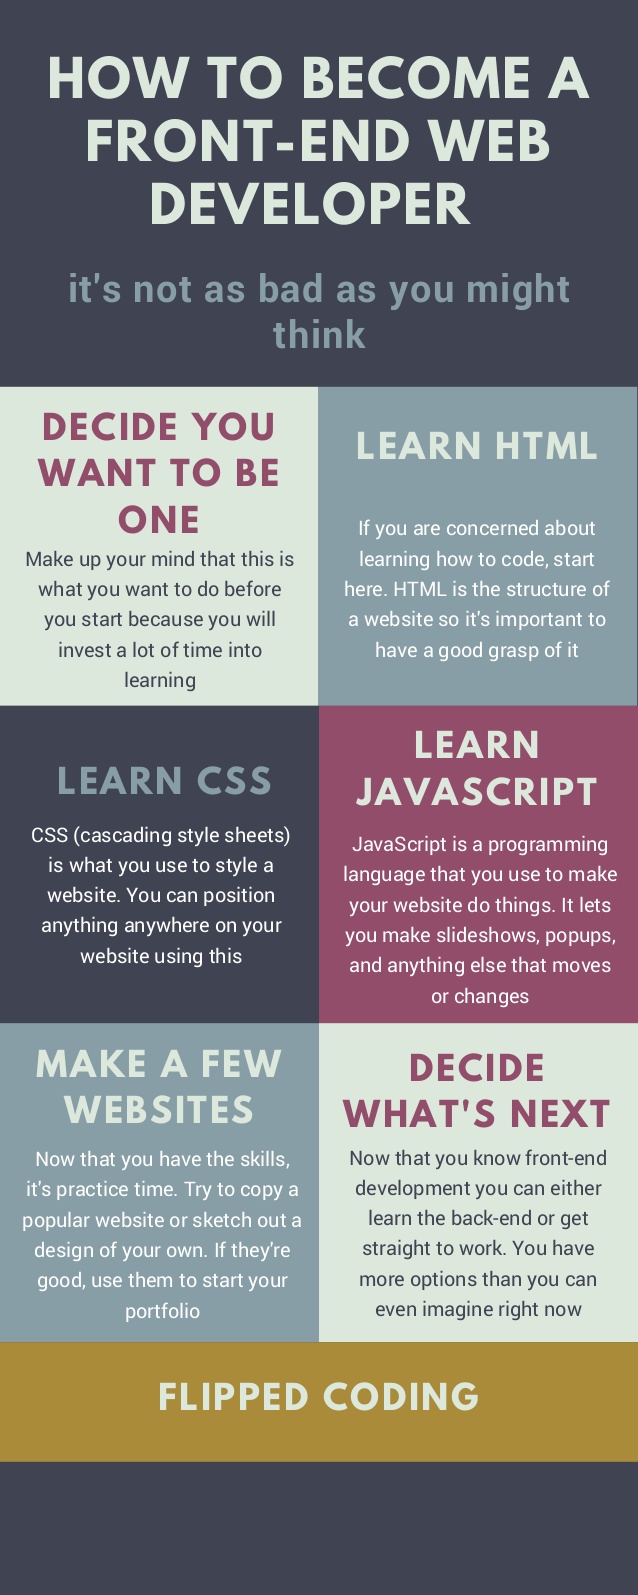 HOW TO BECOME A
FRONT-END WEB
DEVELOPER
it's not as bad as you might
think
DECIDE YOU
WANT TO BE
ONE
Make up your mind that this is
what you want to do before
you start because you will
invest a lot of time into
learning
LEARN HTML
If you are concerned about
learning how to code, start
here. HTML is the structure of
a website so it's important to
have a good grasp of it
LEARN CSS
CSS (cascading style sheets)
is what you use to style a
website. You can position
anything anywhere on your
website using this
LEARN
JAVASCRIPT
JavaScript is a programming
language that you use to make
your website do things. It lets
you make slideshows, popups,
and anything else that moves
or changes
MAKE A FEW
WEBSITES
Now that you have the skills,
it's practice time. Try to copy a
popular website or sketch out a
design of your own. If they're
good, use them to start your
portfolio
DECIDE
WHAT'S NEXT
Now that you know front-end
development you can either
learn the back-end or get
straight to work. You have
more options than you can
even imagine right now
FLIPPED CODING